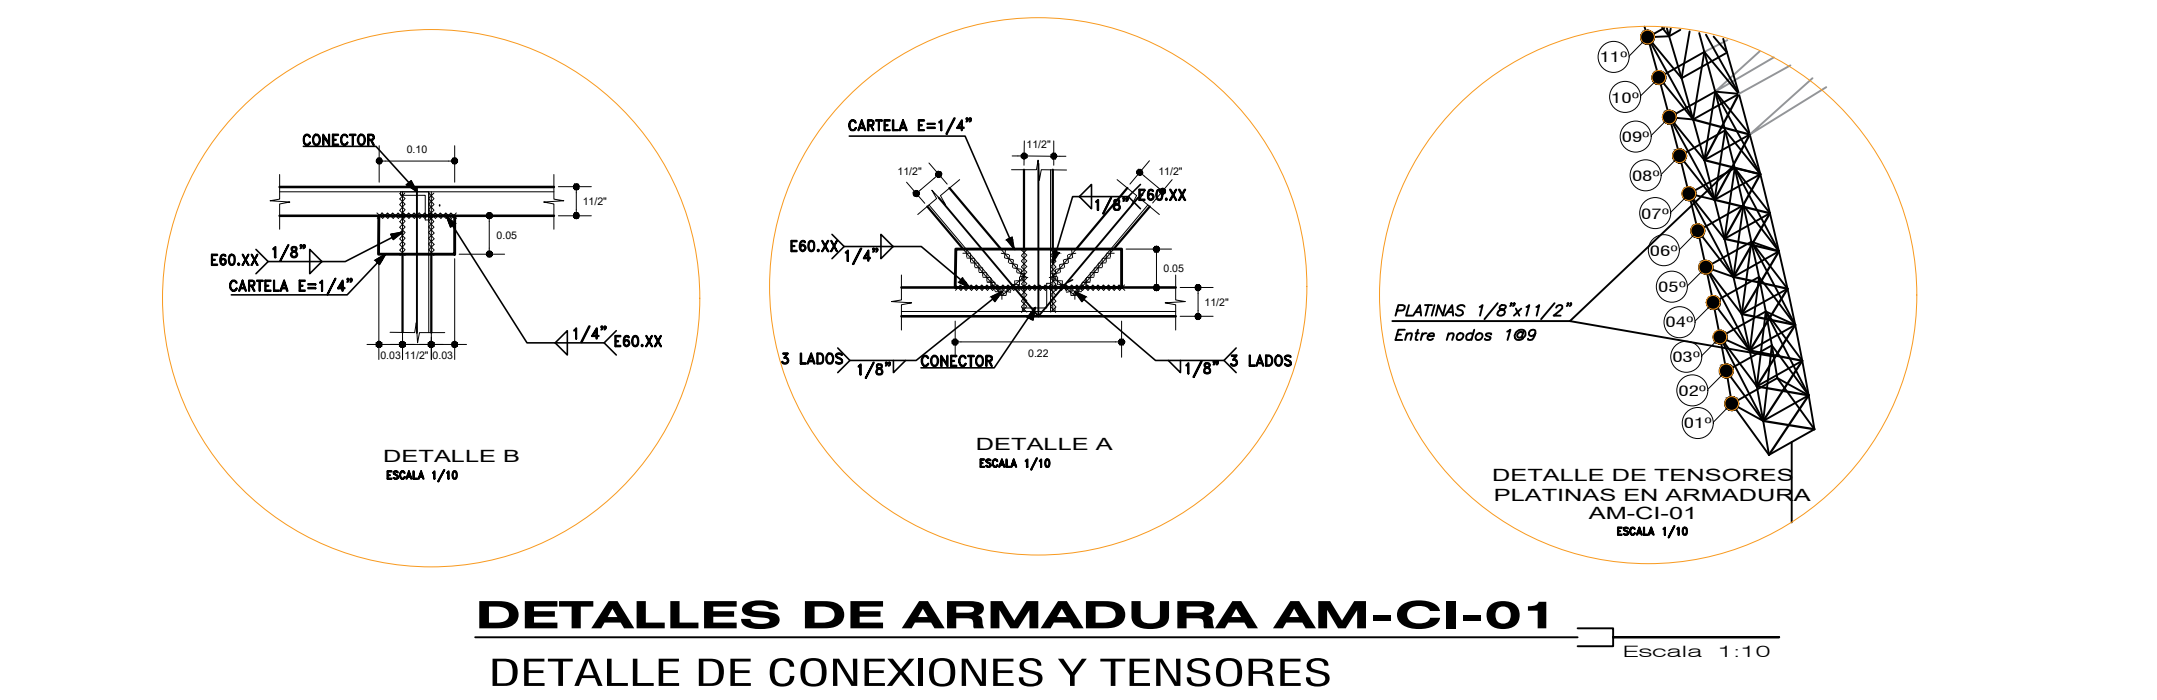 CONECTOR
0.10
11/2"
0.05
E60.XX
1/8"
CARTELA E=1/4"
1/4"
E60.XX
0.03
11/2"
0.03
DETALLE B
ESCALA 1/10
CARTELA E=1/4"
11/2"
11/2"
11/2"
1/8"
E60.XX
E60.XX
1/4"
0.05
11/2"
0.22
3 LADOS
1/8"
CONECTOR
1/8"
3 LADOS
DETALLE A
ESCALA 1/10
11º
10º
09º
08º
07º
06º
05º
04º
03º
02º
01º
PLATINAS 1/8"x11/2"
Entre nodos 1@9
DETALLE DE TENSORES
PLATINAS EN ARMADURA
AM-CI-01
ESCALA 1/10
DETALLES DE ARMADURA AM-CI-01
Escala 1:10
DETALLE DE CONEXIONES Y TENSORES